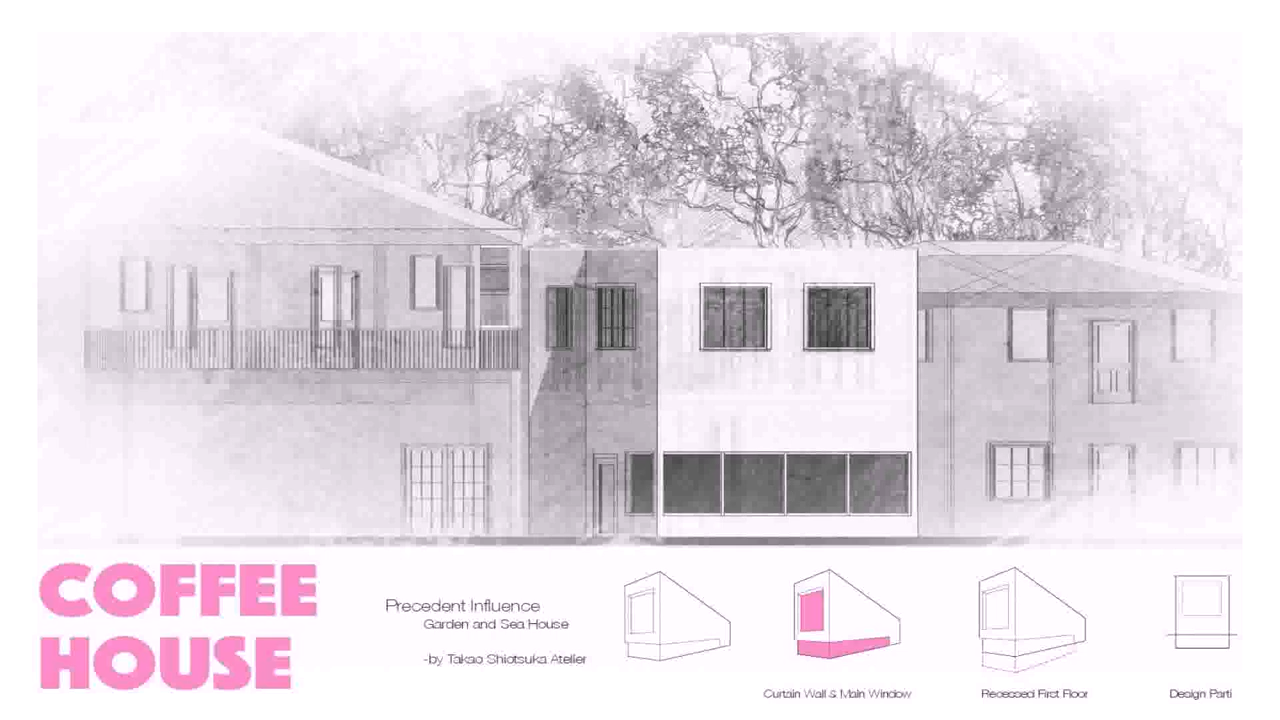 COFFEE
HOUSE
Precedent Influence
Garden and Sea House
-by Takao Shiotsuka Atelier
Curtain Wall & Main Window
Recessed First Floor
Design Parti